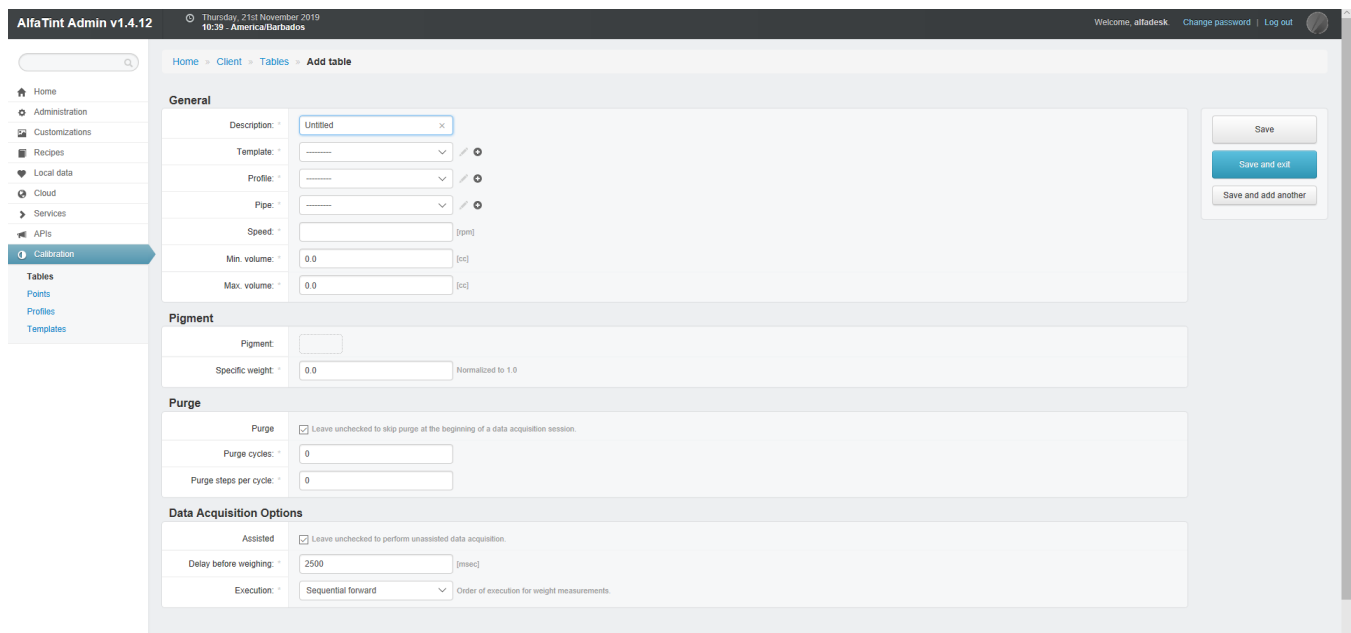 AlfaTint Admin v1.4.12
Thursday, 21st November 2019
10:39 - America/Barbados
Welcome, alfadesk. Change password | Log out
Home » Client » Tables » Add table
Home
Administration
Customizations
Recipes
Local data
Cloud
Services
APIs
Calibration
Tables
Points
Profiles
Templates
General
Description: * Untitled ×
Template: * ---------
Profile: * ---------
Pipe: * ---------
Speed: * [rpm]
Min. volume: * 0.0 [cc]
Max. volume: * 0.0 [cc]
Pigment
Pigment:
Specific weight: * 0.0 Normalized to 1.0
Purge
Purge Leave unchecked to skip purge at the beginning of a data acquisition session.
Purge cycles: * 0
Purge steps per cycle: * 0
Data Acquisition Options
Assisted Leave unchecked to perform unassisted data acquisition.
Delay before weighing: * 2500 [msec]
Execution: * Sequential forward Order of execution for weight measurements.
Save
Save and exit
Save and add another